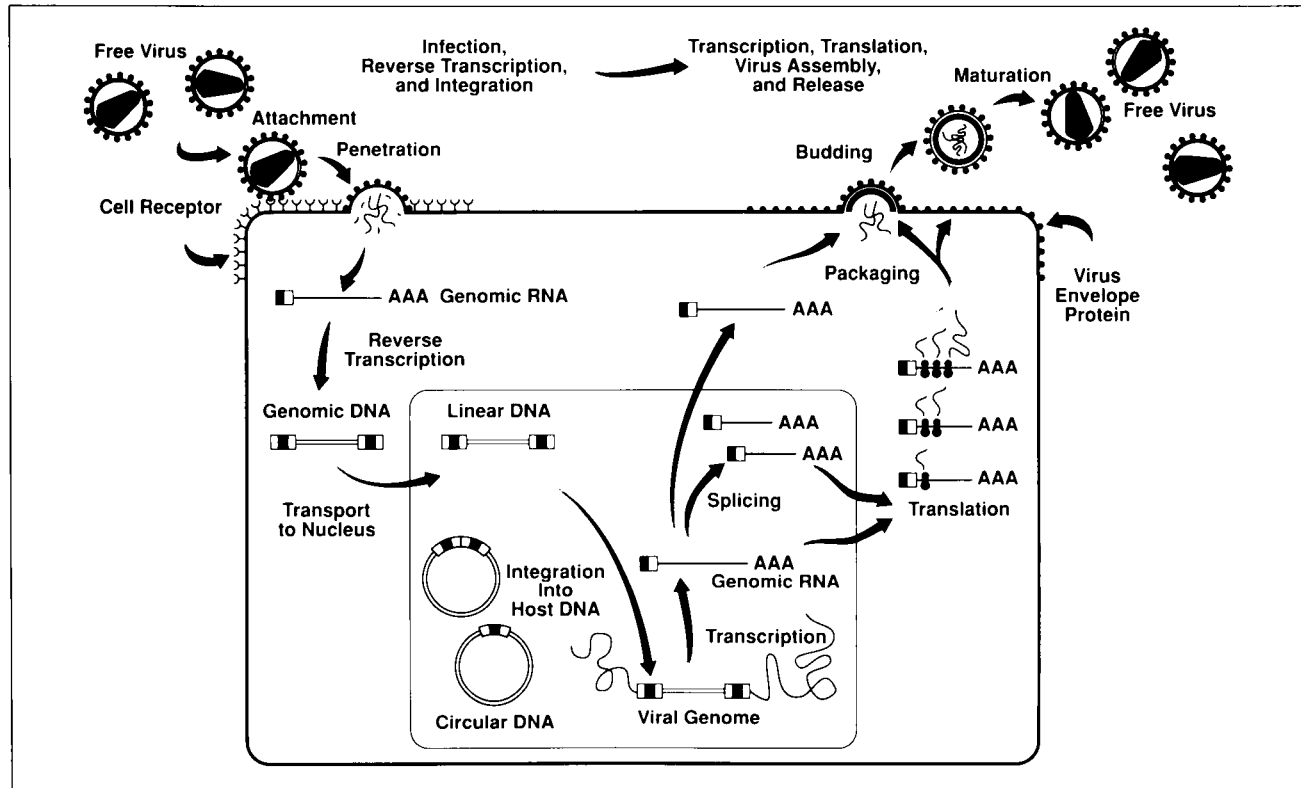 Free Virus
Infection,
Reverse Transcription,
and Integration
Transcription, Translation,
Virus Assembly,
and Release
Maturation
Free Virus
Attachment
Penetration
Budding
Cell Receptor
Packaging
Virus
Envelope
Protein
AAA Genomic RNA
AAA
Reverse
Transcription
AAA
Genomic DNA
Linear DNA
AAA
AAA
AAA
AAA
Splicing
Translation
Transport
to Nucleus
AAA
Genomic RNA
Integration
Into
Host DNA
Transcription
Circular DNA
Viral Genome